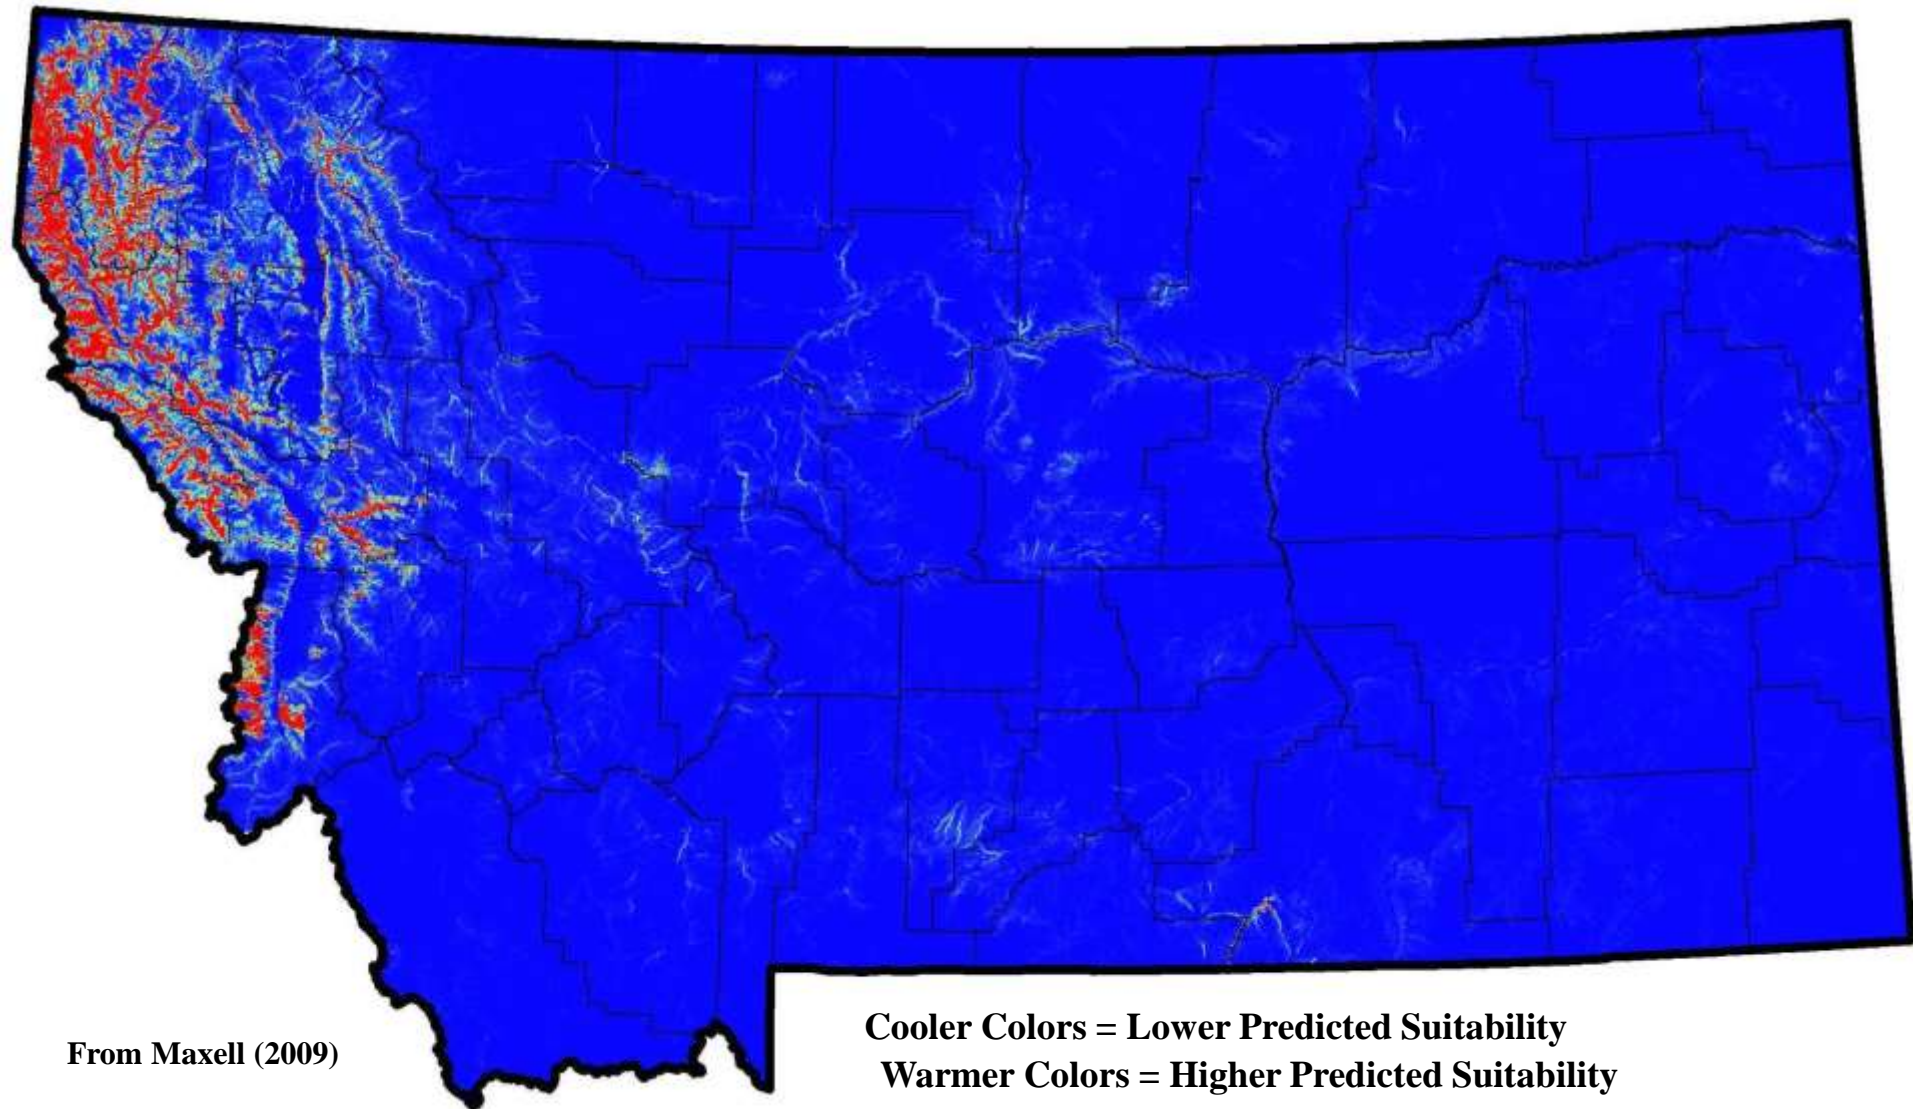 From Maxell (2009)
Cooler Colors = Lower Predicted Suitability
Warmer Colors = Higher Predicted Suitability